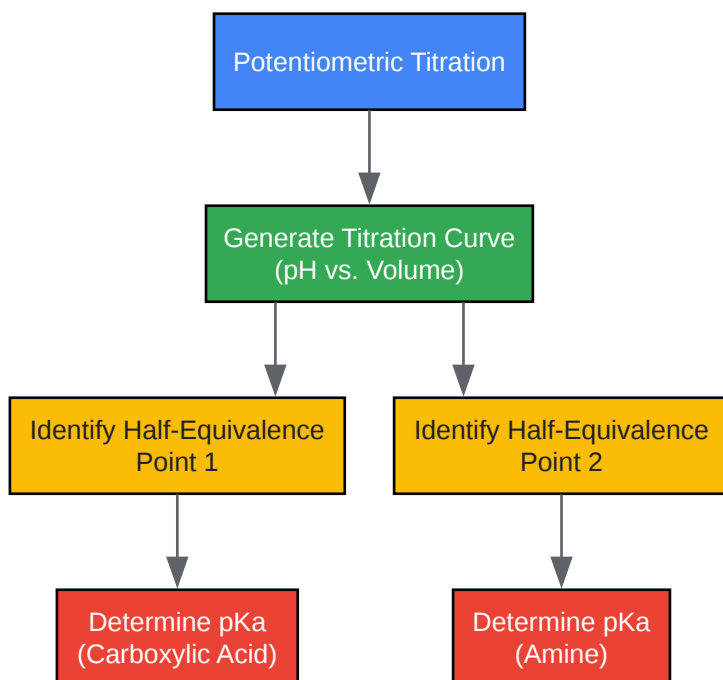 Potentiometric Titration
Generate Titration Curve
(pH vs. Volume)
Identify Half-Equivalence
Point 1
Identify Half-Equivalence
Point 2
Determine pKa
(Carboxylic Acid)
Determine pKa
(Amine)